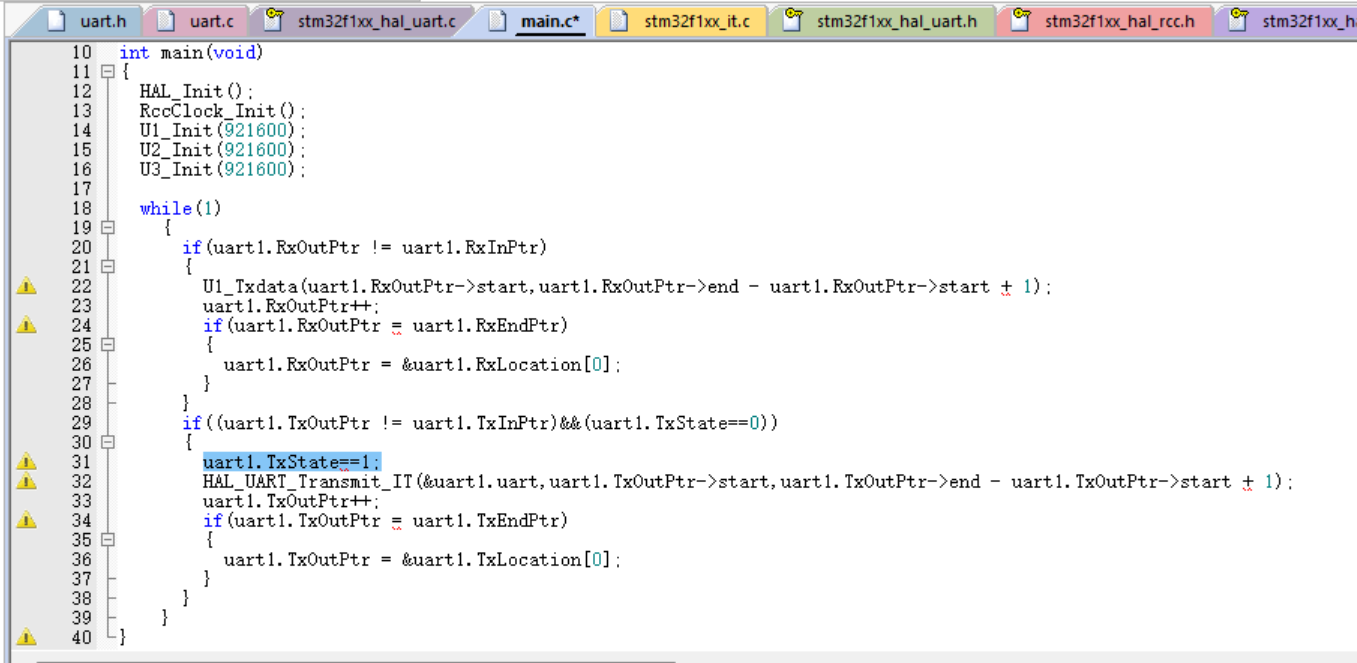 uart.h uart.c stm32f1xx_hal_uart.c main.c* stm32f1xx_it.c stm32f1xx_hal_uart.h stm32f1xx_hal_rcc.h stm32f1xx_ha
10 int main(void)
11 {
12 HAL_Init();
13 RccClock_Init();
14 U1_Init(921600);
15 U2_Init(921600);
16 U3_Init(921600);
17
18 while(1)
19 {
20 if(uart1.RxOutPtr != uart1.RxInPtr)
21 {
22 U1_Txdata(uart1.RxOutPtr->start,uart1.RxOutPtr->end - uart1.RxOutPtr->start + 1);
23 uart1.RxOutPtr++;
24 if(uart1.RxOutPtr = uart1.RxEndPtr)
25 {
26 uart1.RxOutPtr = &uart1.RxLocation[0];
27 }
28 }
29 if((uart1.TxOutPtr != uart1.TxInPtr)&&(uart1.TxState==0))
30 {
31 uart1.TxState==1;
32 HAL_UART_Transmit_IT(&uart1.uart,uart1.TxOutPtr->start,uart1.TxOutPtr->end - uart1.TxOutPtr->start + 1);
33 uart1.TxOutPtr++;
34 if(uart1.TxOutPtr = uart1.TxEndPtr)
35 {
36 uart1.TxOutPtr = &uart1.TxLocation[0];
37 }
38 }
39 }
40 }